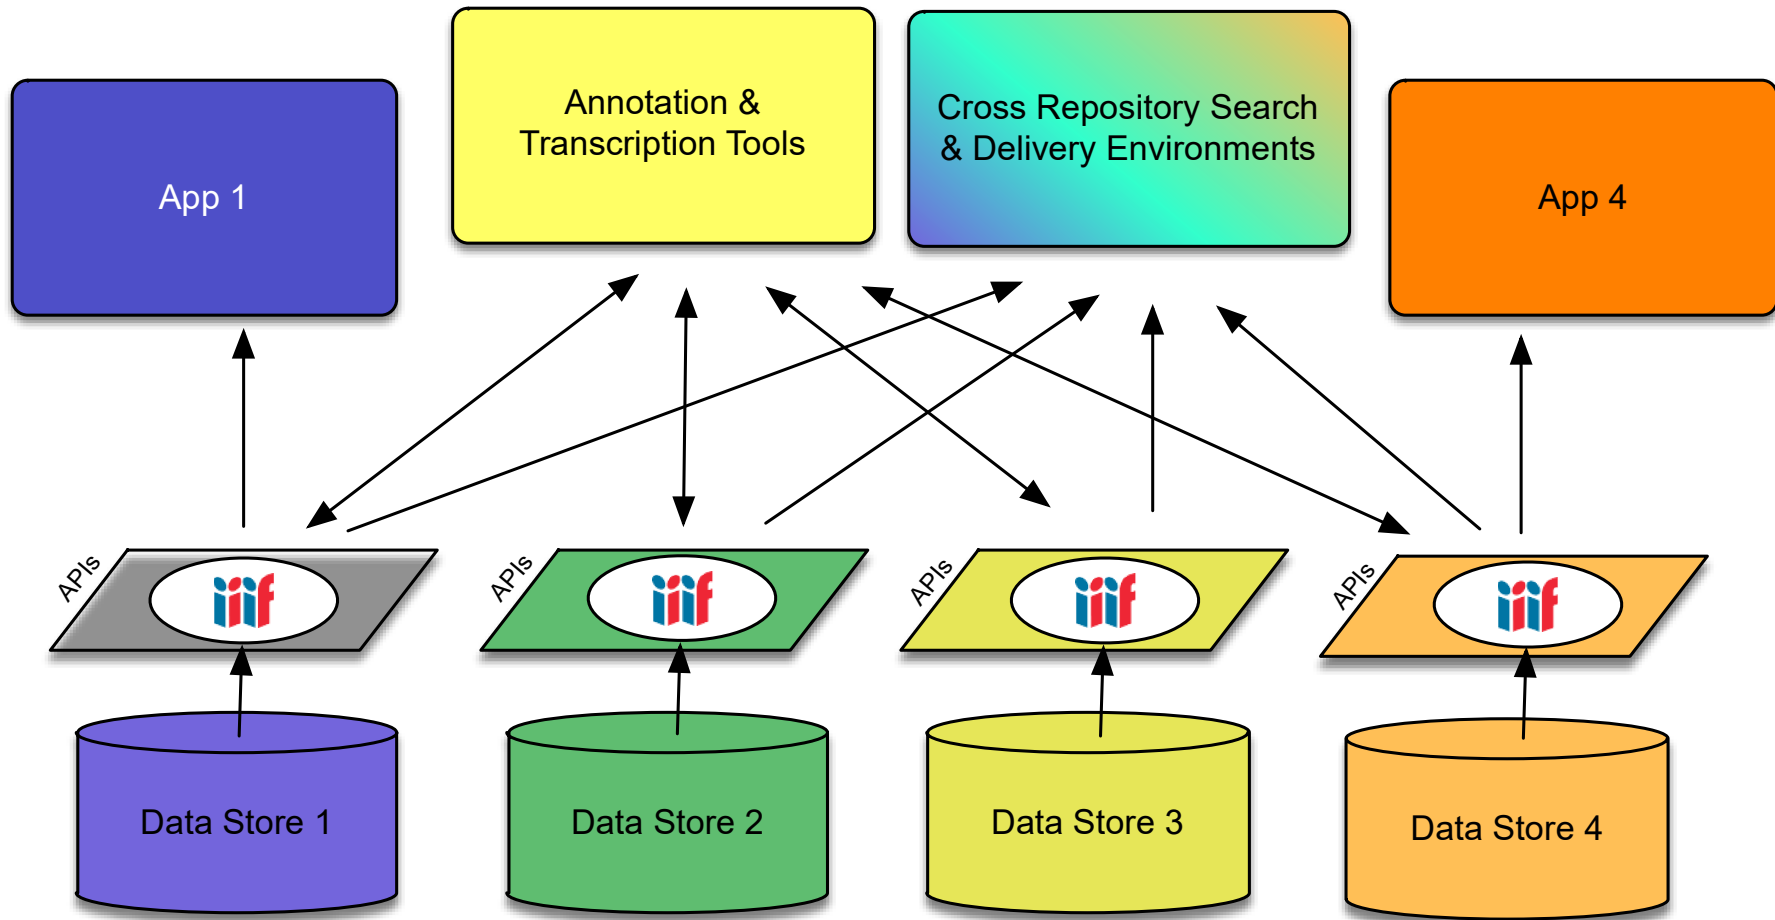 Annotation &
Transcription Tools
Cross Repository Search
& Delivery Environments
App 1
App 4
APIs
iiif
APIs
iiif
APIs
iiif
APIs
iiif
Data Store 1
Data Store 2
Data Store 3
Data Store 4